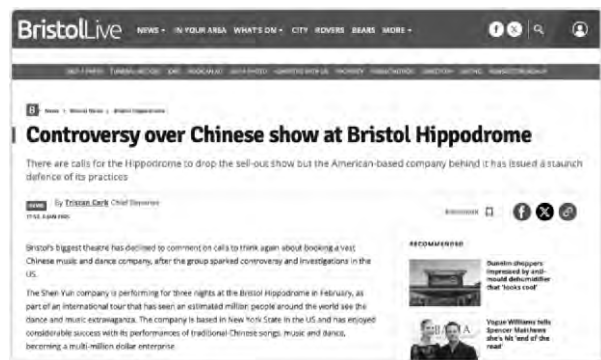 BristolLive NEWS IN YOUR AREA WHAT'S ON CITY ROVERS BEARS MORE
News
Controversy over Chinese show at Bristol Hippodrome
There are calls for the Hippodrome to drop the sell-out show but the American-based company behind it has issued a staunch
defence of its practices
By Tristan Cork Chief Reporter
Bristol's biggest theatre has declined to comment on calls to think again about booking a vast
Chinese music and dance company, after the group sparked controversy and investigations in the
US.
The Shen Yun company is performing for three nights at the Bristol Hippodrome in February, as
part of an international tour that has seen an estimated million people around the world see the
dance and music extravaganza. The company is based in New York State in the US and has enjoyed
considerable success with its performances of traditional Chinese songs, music and dance,
becoming a multi-million dollar enterprise.
RECOMMENDED
Dunelm shoppers
impressed by anti-
mould dehumidifier
that 'looks cool'
Vogue Williams tells
Spencer Matthews
she's hit 'end of the
road'